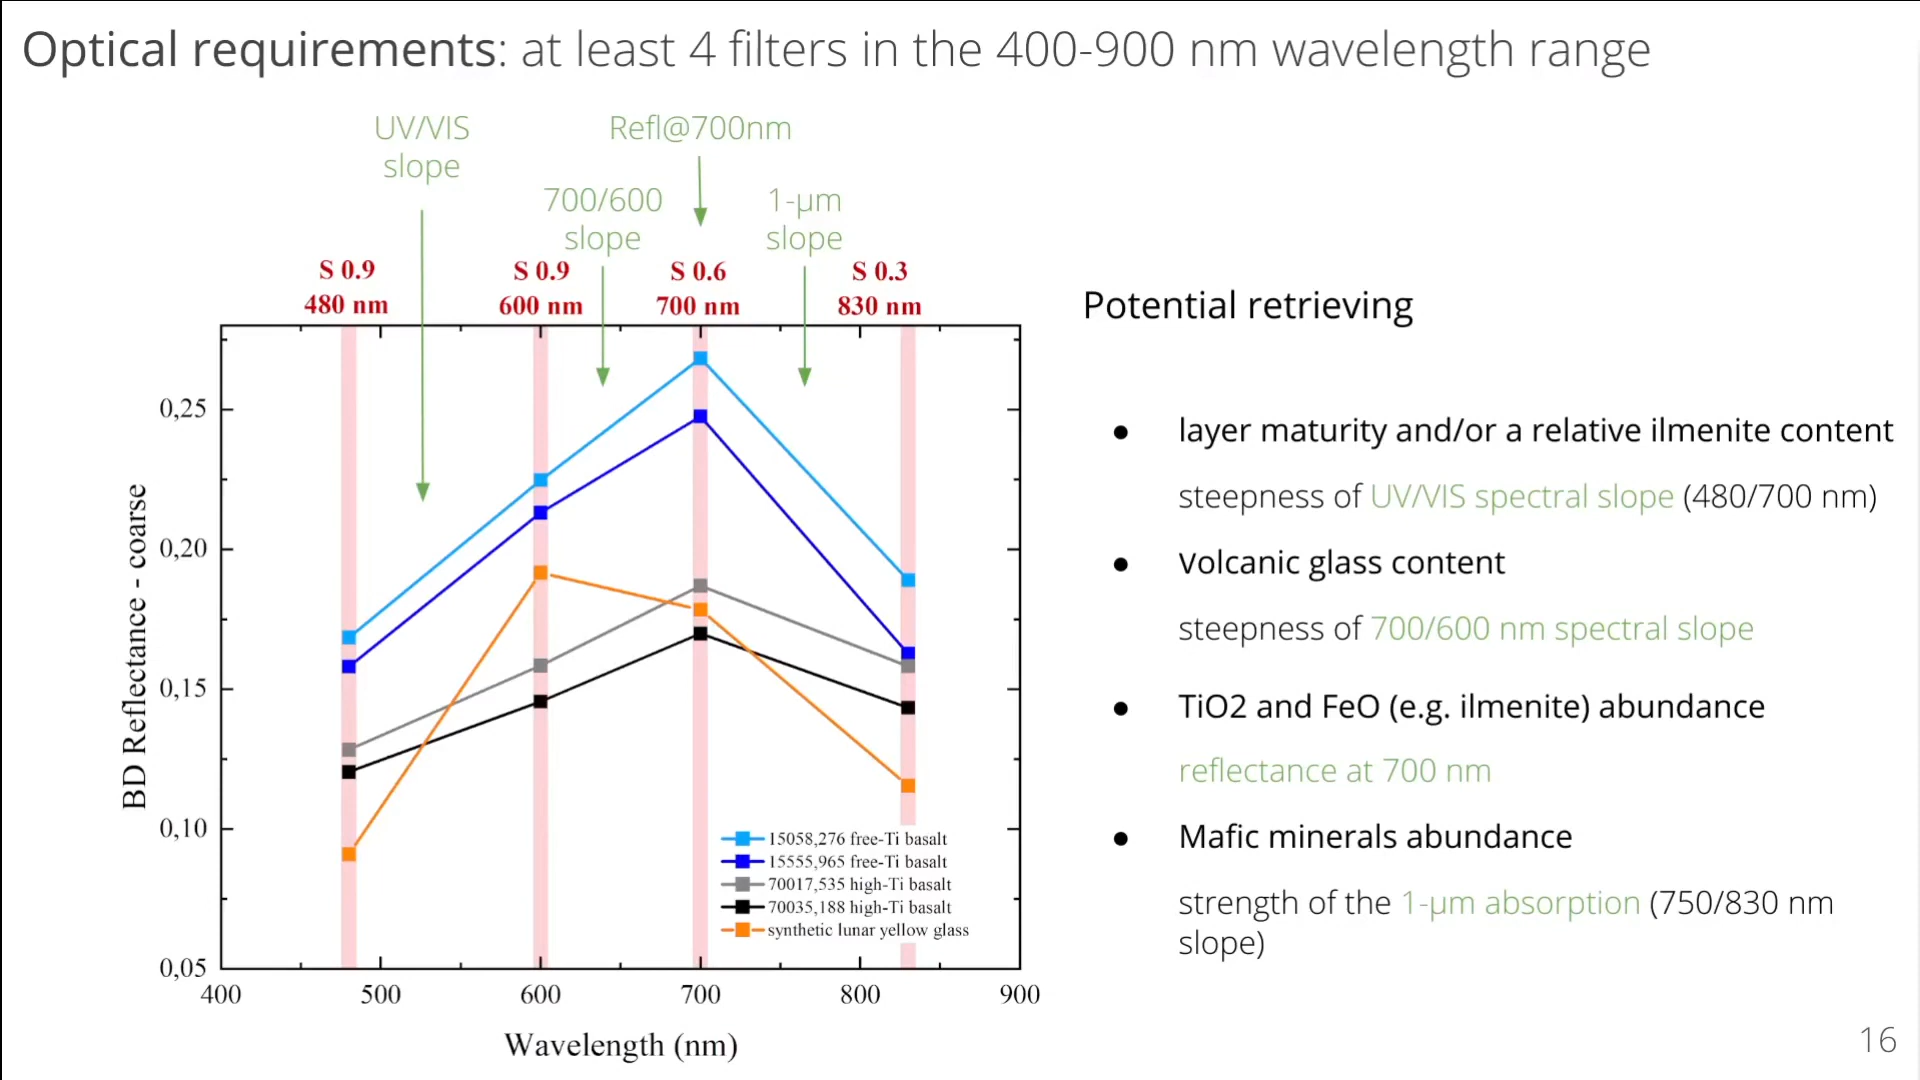 Optical requirements: at least 4 filters in the 400-900 nm wavelength range
UV/VIS
slope
Refl@700nm
700/600
slope
1-µm
slope
S 0.9
480 nm
S 0.9
600 nm
S 0.6
700 nm
S 0.3
830 nm
0,25
0,20
0,15
0,10
0,05
BD Reflectance - coarse
400
500
600
700
800
900
Wavelength (nm)
15058,276 free-Ti basalt
15555,965 free-Ti basalt
70017,535 high-Ti basalt
70035,188 high-Ti basalt
synthetic lunar yellow glass
Potential retrieving
● layer maturity and/or a relative ilmenite content
steepness of UV/VIS spectral slope (480/700 nm)
● Volcanic glass content
steepness of 700/600 nm spectral slope
● TiO2 and FeO (e.g. ilmenite) abundance
reflectance at 700 nm
● Mafic minerals abundance
strength of the 1-µm absorption (750/830 nm
slope)
16